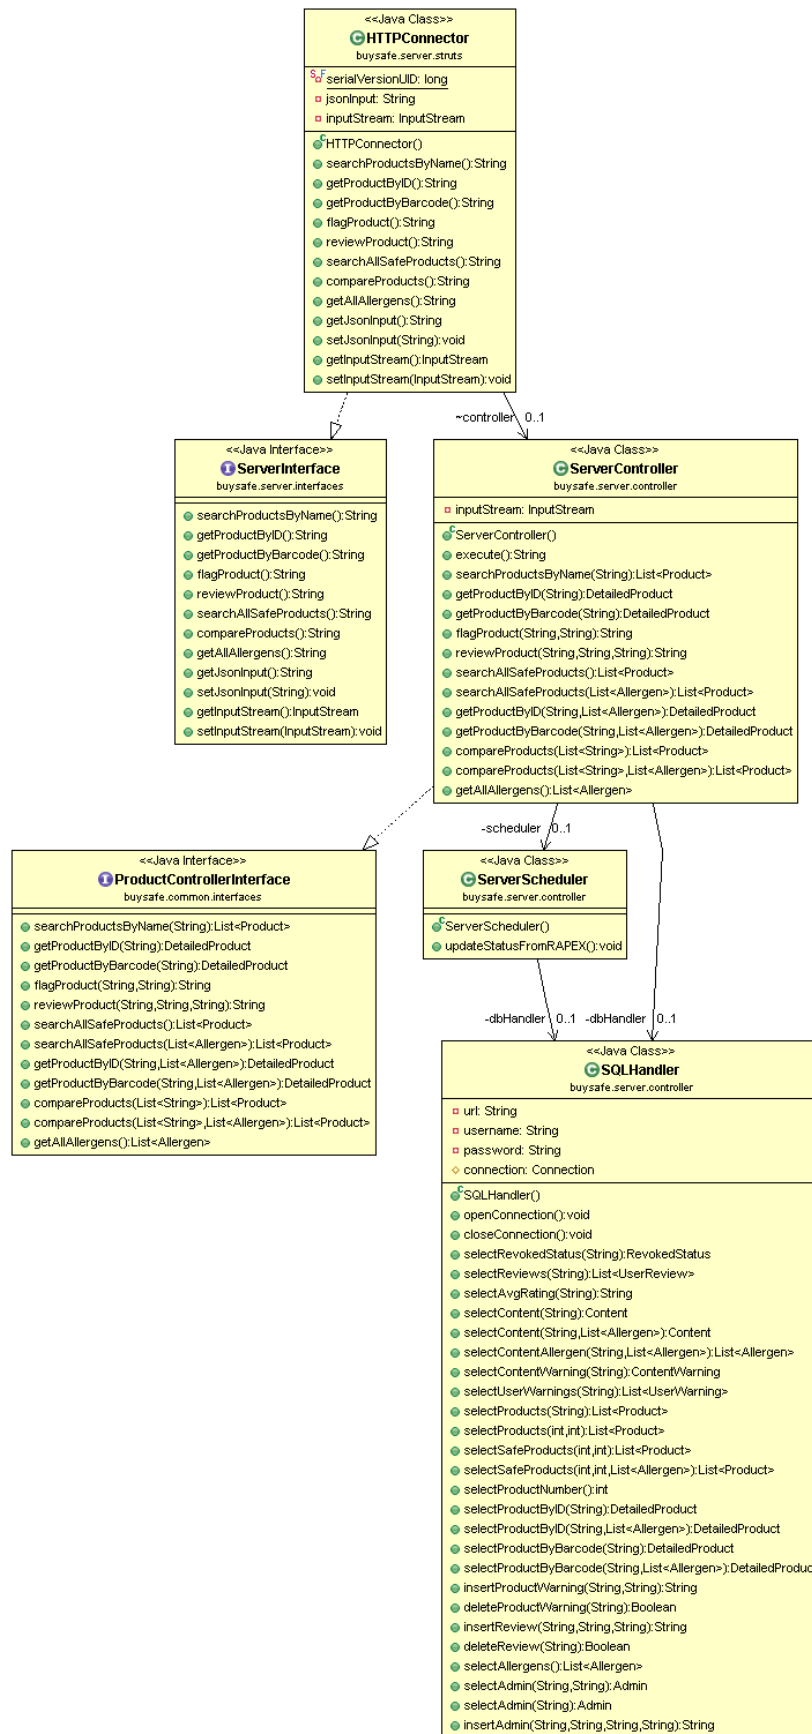 <<Java Class>>
HTTPConnector
buysafe.server.struts
serialVersionUID: long
jsonInput: String
inputStream: InputStream
HTTPConnector()
searchProductsByName():String
getProductByID():String
getProductByBarcode():String
flagProduct():String
reviewProduct():String
searchAllSafeProducts():String
compareProducts():String
getAllAllergens():String
getJsonInput():String
setJsonInput(String):void
getInputStream():InputStream
setInputStream(InputStream):void
~controller 0..1
<<Java Interface>>
ServerInterface
buysafe.server.interfaces
searchProductsByName():String
getProductByID():String
getProductByBarcode():String
flagProduct():String
reviewProduct():String
searchAllSafeProducts():String
compareProducts():String
getAllAllergens():String
getJsonInput():String
setJsonInput(String):void
getInputStream():InputStream
setInputStream(InputStream):void
<<Java Class>>
ServerController
buysafe.server.controller
inputStream: InputStream
ServerController()
execute():String
searchProductsByName(String):List<Product>
getProductByID(String):DetailedProduct
getProductByBarcode(String):DetailedProduct
flagProduct(String,String):String
reviewProduct(String,String,String):String
searchAllSafeProducts():List<Product>
searchAllSafeProducts(List<Allergen>):List<Product>
getProductByID(String,List<Allergen>):DetailedProduct
getProductByBarcode(String,List<Allergen>):DetailedProduct
compareProducts(List<String>):List<Product>
compareProducts(List<String>,List<Allergen>):List<Product>
getAllAllergens():List<Allergen>
-scheduler 0..1
<<Java Interface>>
ProductControllerInterface
buysafe.common.interfaces
searchProductsByName(String):List<Product>
getProductByID(String):DetailedProduct
getProductByBarcode(String):DetailedProduct
flagProduct(String,String):String
reviewProduct(String,String,String):String
searchAllSafeProducts():List<Product>
searchAllSafeProducts(List<Allergen>):List<Product>
getProductByID(String,List<Allergen>):DetailedProduct
getProductByBarcode(String,List<Allergen>):DetailedProduct
compareProducts(List<String>):List<Product>
compareProducts(List<String>,List<Allergen>):List<Product>
getAllAllergens():List<Allergen>
<<Java Class>>
ServerScheduler
buysafe.server.controller
ServerScheduler()
updateStatusFromRAPEX():void
-dbHandler 0..1
-dbHandler 0..1
<<Java Class>>
SQLHandler
buysafe.server.controller
url: String
username: String
password: String
connection: Connection
SQLHandler()
openConnection():void
closeConnection():void
selectRevokedStatus(String):RevokedStatus
selectReviews(String):List<UserReview>
selectAvgRating(String):String
selectContent(String):Content
selectContent(String,List<Allergen>):Content
selectContentAllergen(String,List<Allergen>):List<Allergen>
selectContentWarning(String):ContentWarning
selectUserWarnings(String):List<UserWarning>
selectProducts(String):List<Product>
selectProducts(int,int):List<Product>
selectSafeProducts(int,int):List<Product>
selectSafeProducts(int,int,List<Allergen>):List<Product>
selectProductNumber():int
selectProductByID(String):DetailedProduct
selectProductByID(String,List<Allergen>):DetailedProduct
selectProductByBarcode(String):DetailedProduct
selectProductByBarcode(String,List<Allergen>):DetailedProduc
insertProductWarning(String,String):String
deleteProductWarning(String):Boolean
insertReview(String,String,String):String
deleteReview(String):Boolean
selectAllergens():List<Allergen>
selectAdmin(String,String):Admin
selectAdmin(String):Admin
insertAdmin(String,String,String,String):String